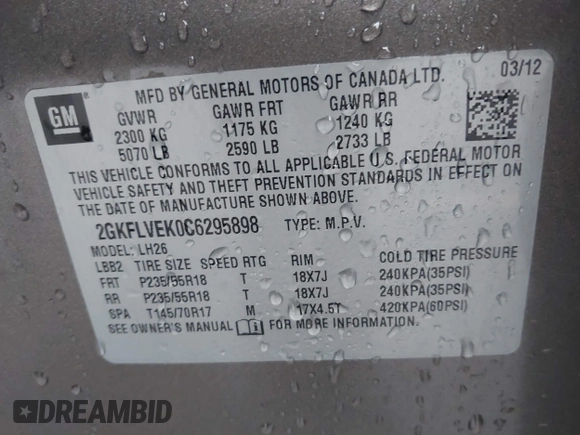 GM
MFD BY GENERAL MOTORS OF CANADA LTD. 03/12
GVWR GAWR FRT GAWR RR
2300 KG 1175 KG 1240 KG
5070 LB 2590 LB 2733 LB
THIS VEHICLE CONFORMS TO ALL APPLICABLE U.S. FEDERAL MOTOR
VEHICLE SAFETY AND THEFT PREVENTION STANDARDS IN EFFECT ON
THE DATE OF MANUFACTURE SHOWN ABOVE.
2GKFLVEK0C6295898 TYPE: M.P.V.
MODEL: LH26
LBB2 TIRE SIZE SPEED RTG RIM COLD TIRE PRESSURE
FRT P235/55R18 T 18X7J 240KPA(35PSI)
RR P235/55R18 T 18X7J 240KPA(35PSI)
SPA T145/70R17 M 17X4.5T 420KPA(60PSI)
SEE OWNER'S MANUAL FOR MORE INFORMATION.
DREAMBID